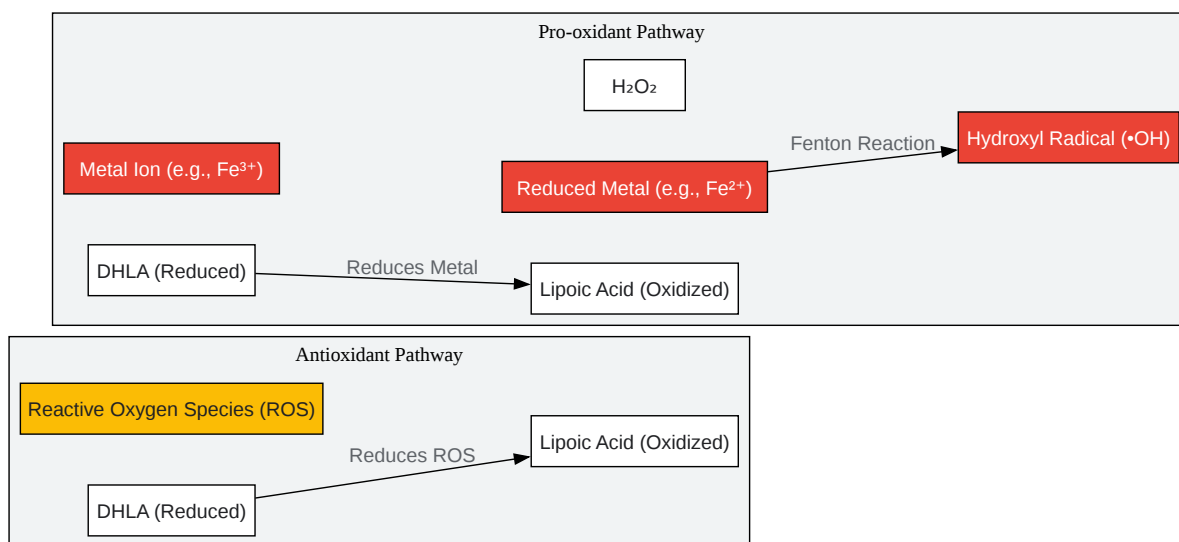 Pro-oxidant Pathway
H₂O₂
Hydroxyl Radical (•OH)
Fenton Reaction
Metal Ion (e.g., Fe³⁺)
Reduced Metal (e.g., Fe²⁺)
DHLA (Reduced)
Reduces Metal
Lipoic Acid (Oxidized)
Antioxidant Pathway
Reactive Oxygen Species (ROS)
Lipoic Acid (Oxidized)
Reduces ROS
DHLA (Reduced)